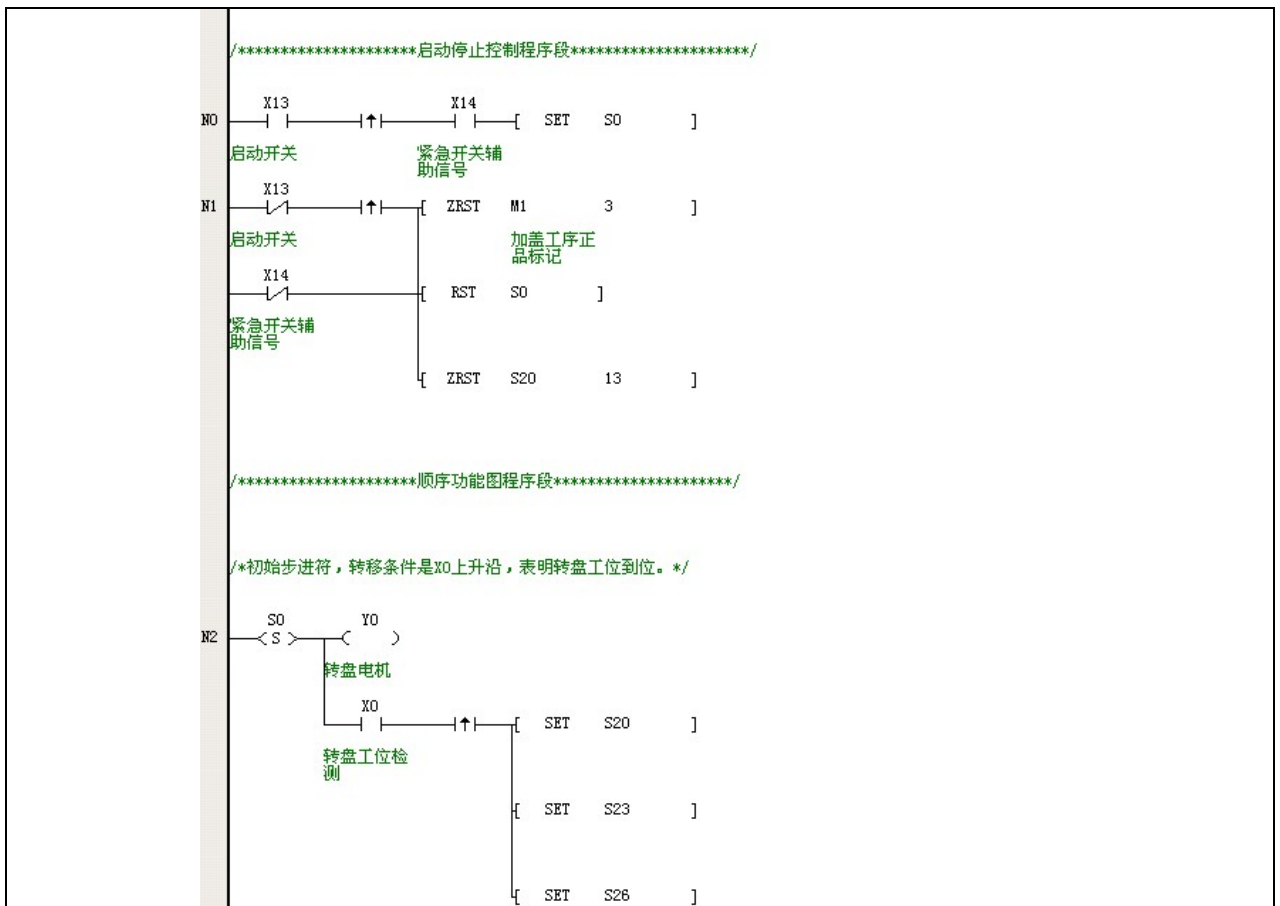 /*********************启动停止控制程序段*********************/
X13 X14
N0 [ SET S0 ]
启动开关 紧急开关辅
助信号
X13
N1 [ ZRST M1 3 ]
启动开关 加盖工序正
品标记
X14
[ RST S0 ]
紧急开关辅
助信号
[ ZRST S20 13 ]
/*********************顺序功能图程序段*********************/
/*初始步进符，转移条件是X0上升沿，表明转盘工位到位。*/
S0 Y0
N2 < S > ( )
转盘电机
X0
[ SET S20 ]
转盘工位检
测
[ SET S23 ]
[ SET S26 ]